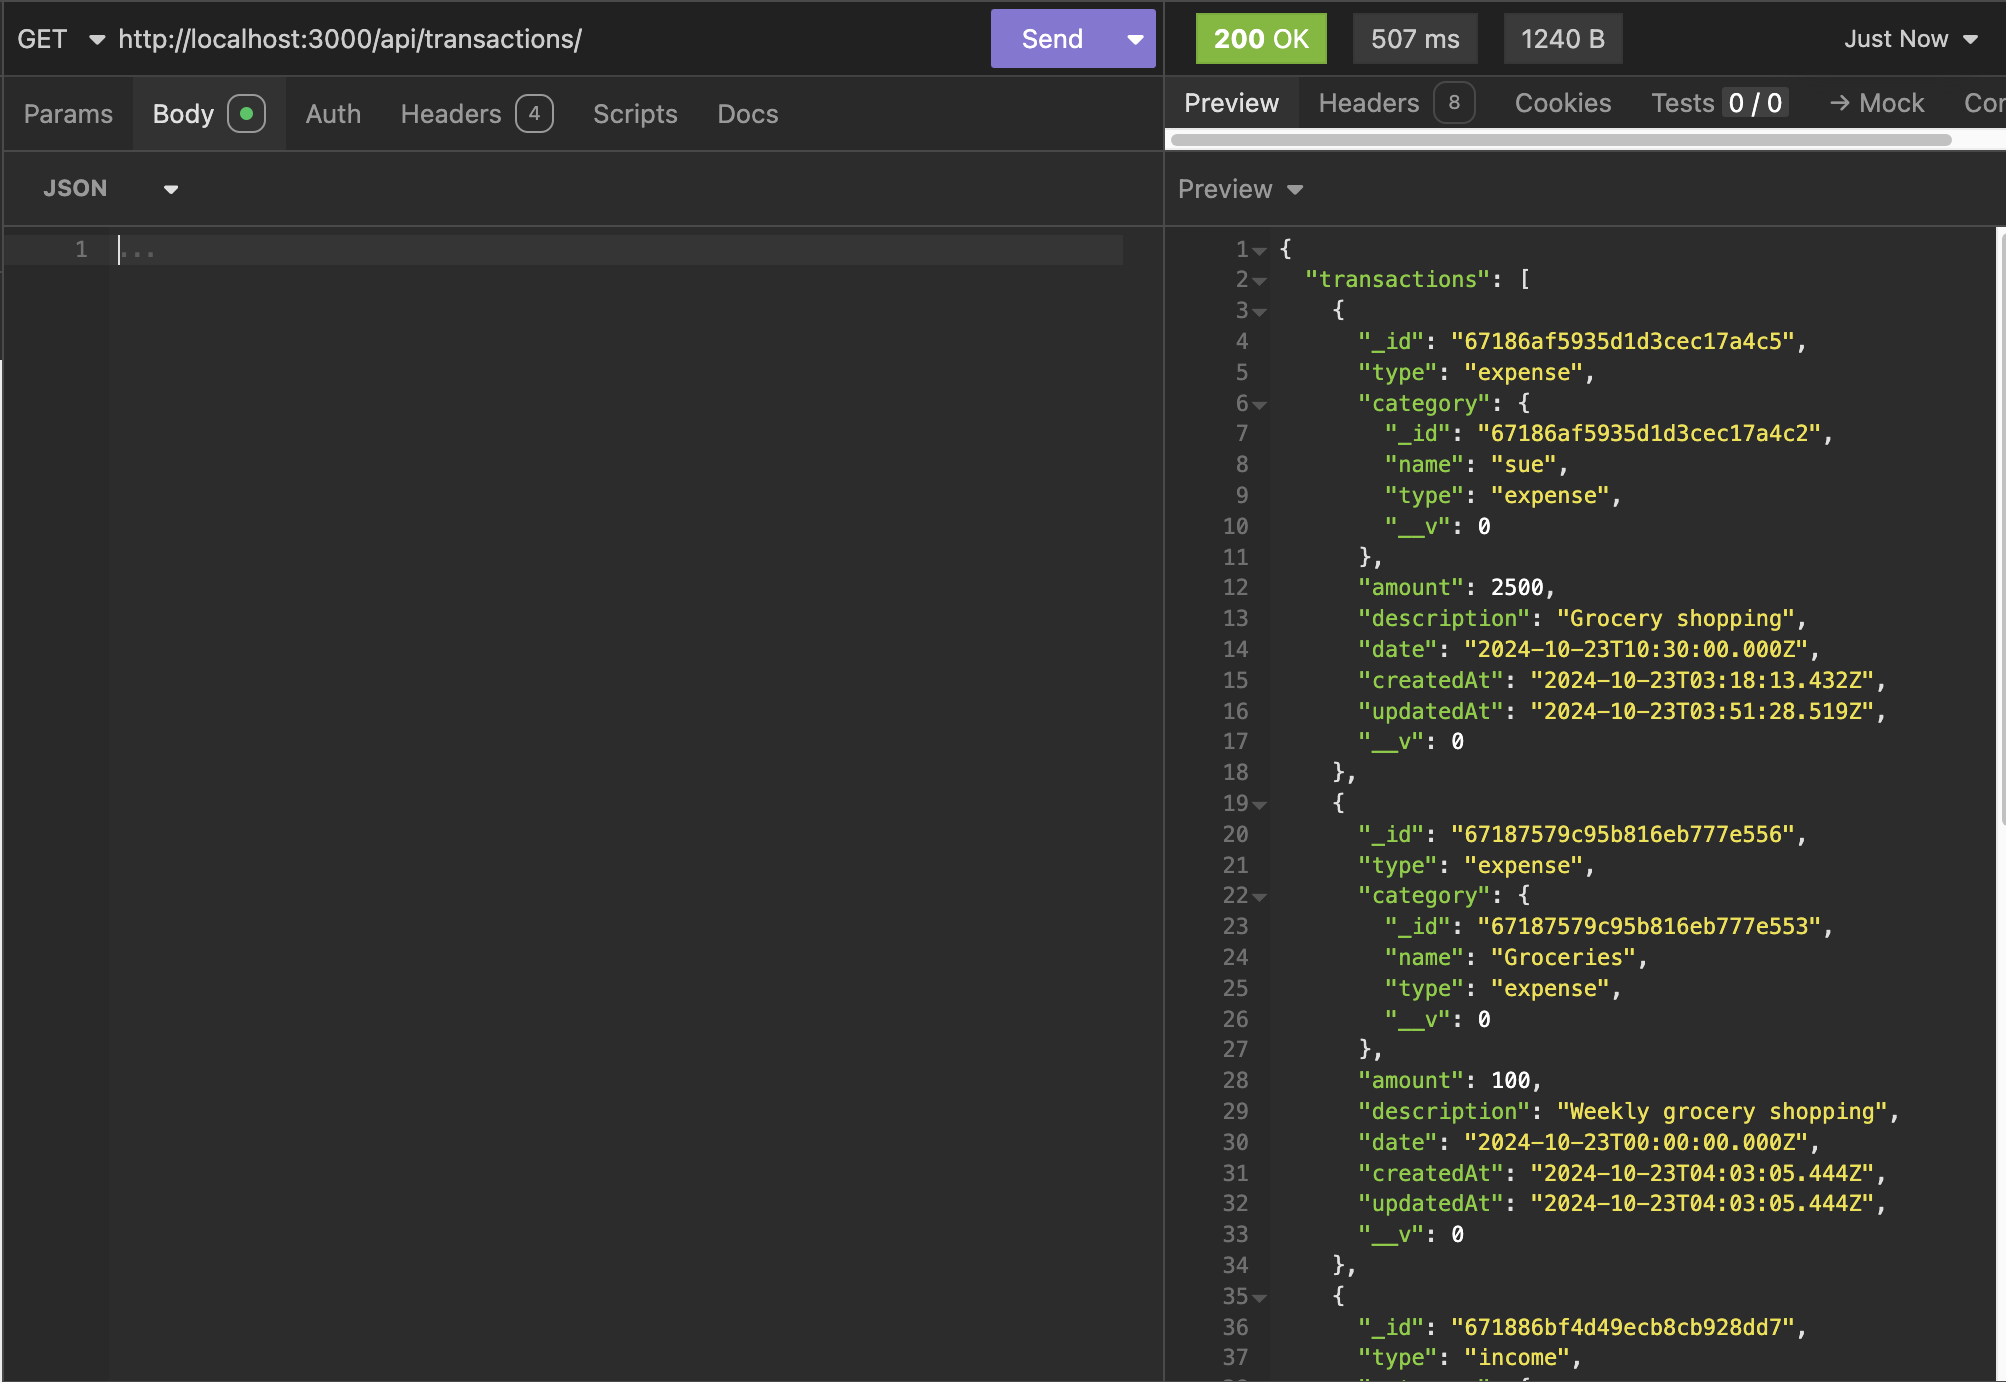 GET http://localhost:3000/api/transactions/ Send 200 OK 507 ms 1240 B Just Now
Params Body Auth Headers 4 Scripts Docs
Preview Headers 8 Cookies Tests 0 / 0 → Mock Cor
JSON
Preview
1 ...
1 {
2 "transactions": [
3 {
4 "_id": "67186af5935d1d3cec17a4c5",
5 "type": "expense",
6 "category": {
7 "_id": "67186af5935d1d3cec17a4c2",
8 "name": "sue",
9 "type": "expense",
10 "__v": 0
11 },
12 "amount": 2500,
13 "description": "Grocery shopping",
14 "date": "2024-10-23T10:30:00.000Z",
15 "createdAt": "2024-10-23T03:18:13.432Z",
16 "updatedAt": "2024-10-23T03:51:28.519Z",
17 "__v": 0
18 },
19 {
20 "_id": "67187579c95b816eb777e556",
21 "type": "expense",
22 "category": {
23 "_id": "67187579c95b816eb777e553",
24 "name": "Groceries",
25 "type": "expense",
26 "__v": 0
27 },
28 "amount": 100,
29 "description": "Weekly grocery shopping",
30 "date": "2024-10-23T00:00:00.000Z",
31 "createdAt": "2024-10-23T04:03:05.444Z",
32 "updatedAt": "2024-10-23T04:03:05.444Z",
33 "__v": 0
34 },
35 {
36 "_id": "671886bf4d49ecb8cb928dd7",
37 "type": "income",